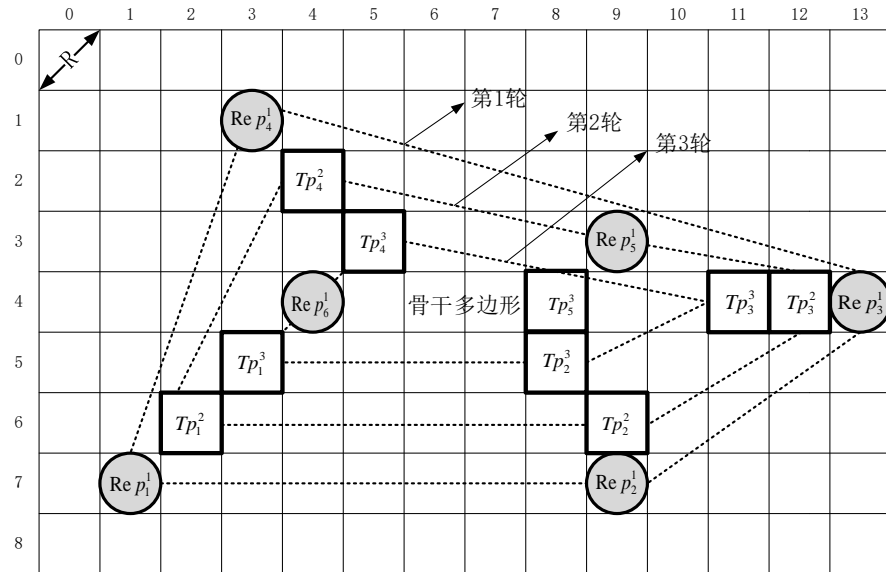 0 1 2 3 4 5 6 7 8 9 10 11 12 13
0 R
1 Re p₄¹ 第1轮
2 Tp₄² 第2轮 第3轮
3 Tp₄³ Re p₅¹
4 Re p₆¹ 骨干多边形 Tp₅³ Tp₃³ Tp₃² Re p₃¹
5 Tp₁³ Tp₂³
6 Tp₁² Tp₂²
7 Re p₁¹ Re p₂¹
8